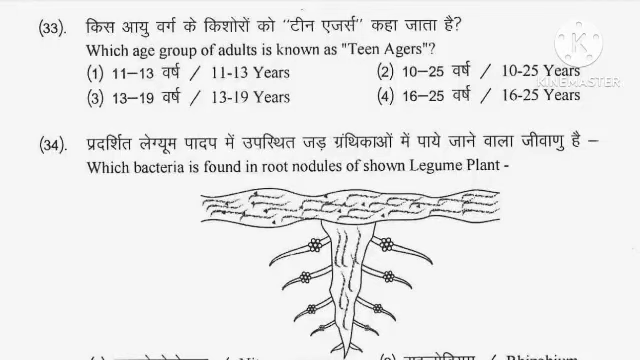 (33). किस आयु वर्ग के किशोरों को "टीन एजर्स" कहा जाता है?
Which age group of adults is known as "Teen Agers"?
(1) 11–13 वर्ष / 11-13 Years (2) 10–25 वर्ष / 10-25 Years
(3) 13–19 वर्ष / 13-19 Years (4) 16–25 वर्ष / 16-25 Years
KINEMASTER
(34). प्रदर्शित लेग्यूम पादप में उपस्थित जड़ ग्रंथिकाओं में पाये जाने वाला जीवाणु है –
Which bacteria is found in root nodules of shown Legume Plant -